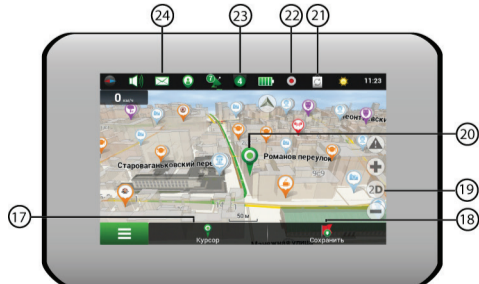 24 23 22 21
? 4 11:23
0 км/ч
20
Староваганьковский пер
Романов переулок
2D 19
17 50 м 18
Курсор Сохранить